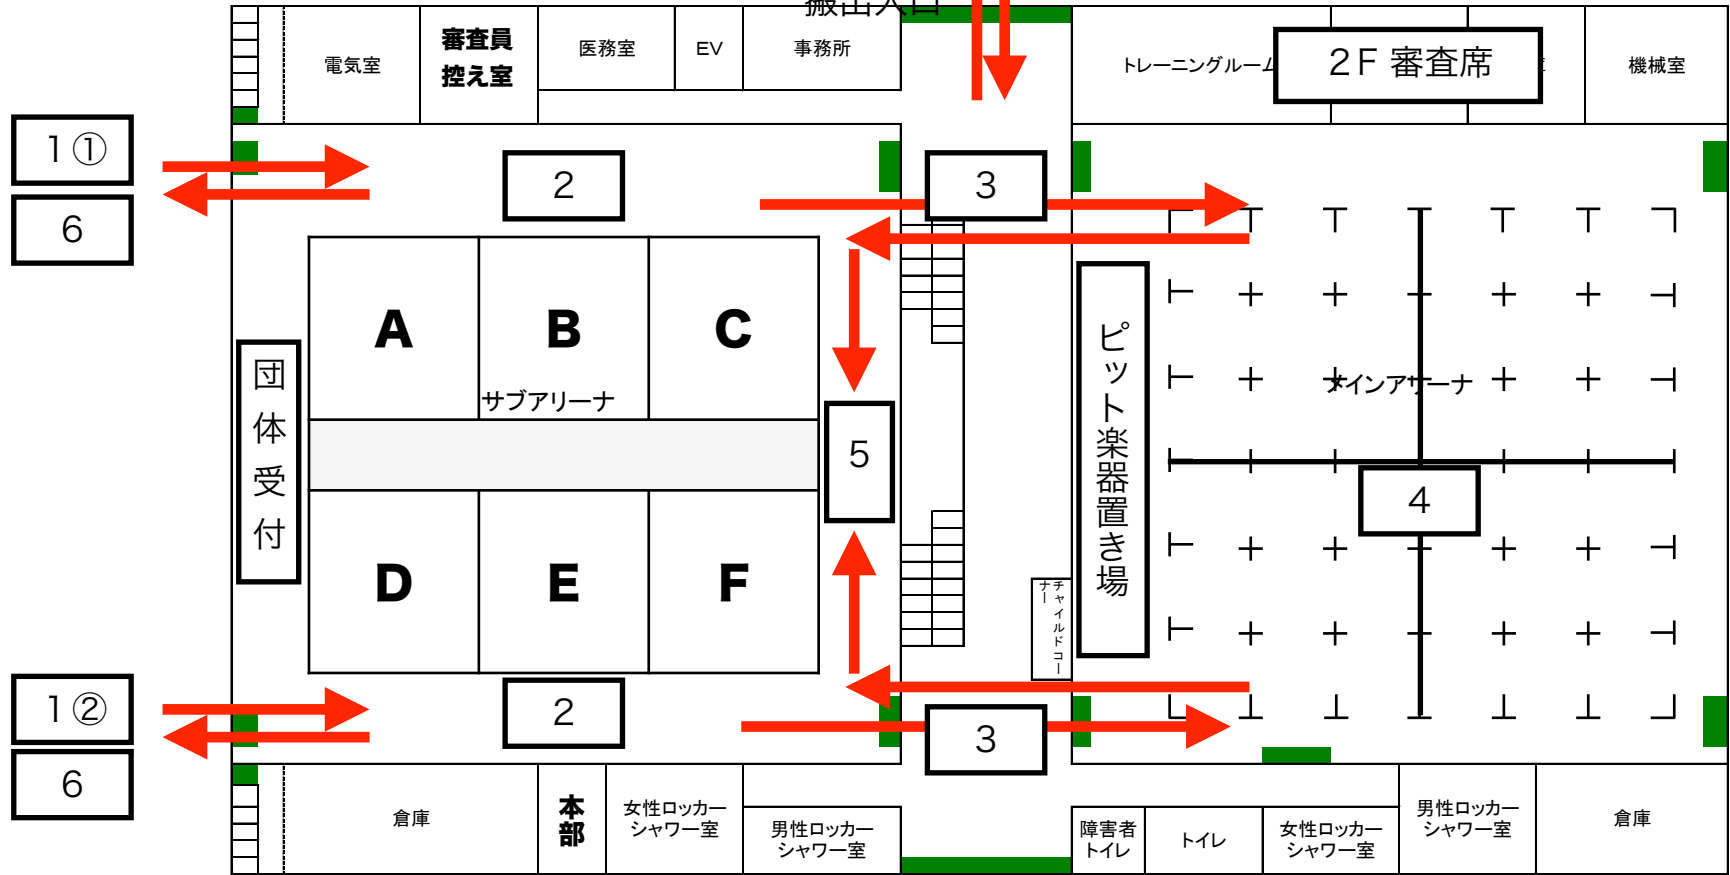 搬出入口
電気室
審査員
控え室
医務室
EV
事務所
トレーニングルーム
2F 審査席
機械室
1①
6
2
3
A
B
C
サブアリーナ
団体受付
5
ピット楽器置き場
メインアリーナ
4
D
E
F
チャイルドコー
ナー
1②
6
2
3
倉庫
本部
女性ロッカー
シャワー室
男性ロッカー
シャワー室
障害者
トイレ
トイレ
女性ロッカー
シャワー室
男性ロッカー
シャワー室
倉庫